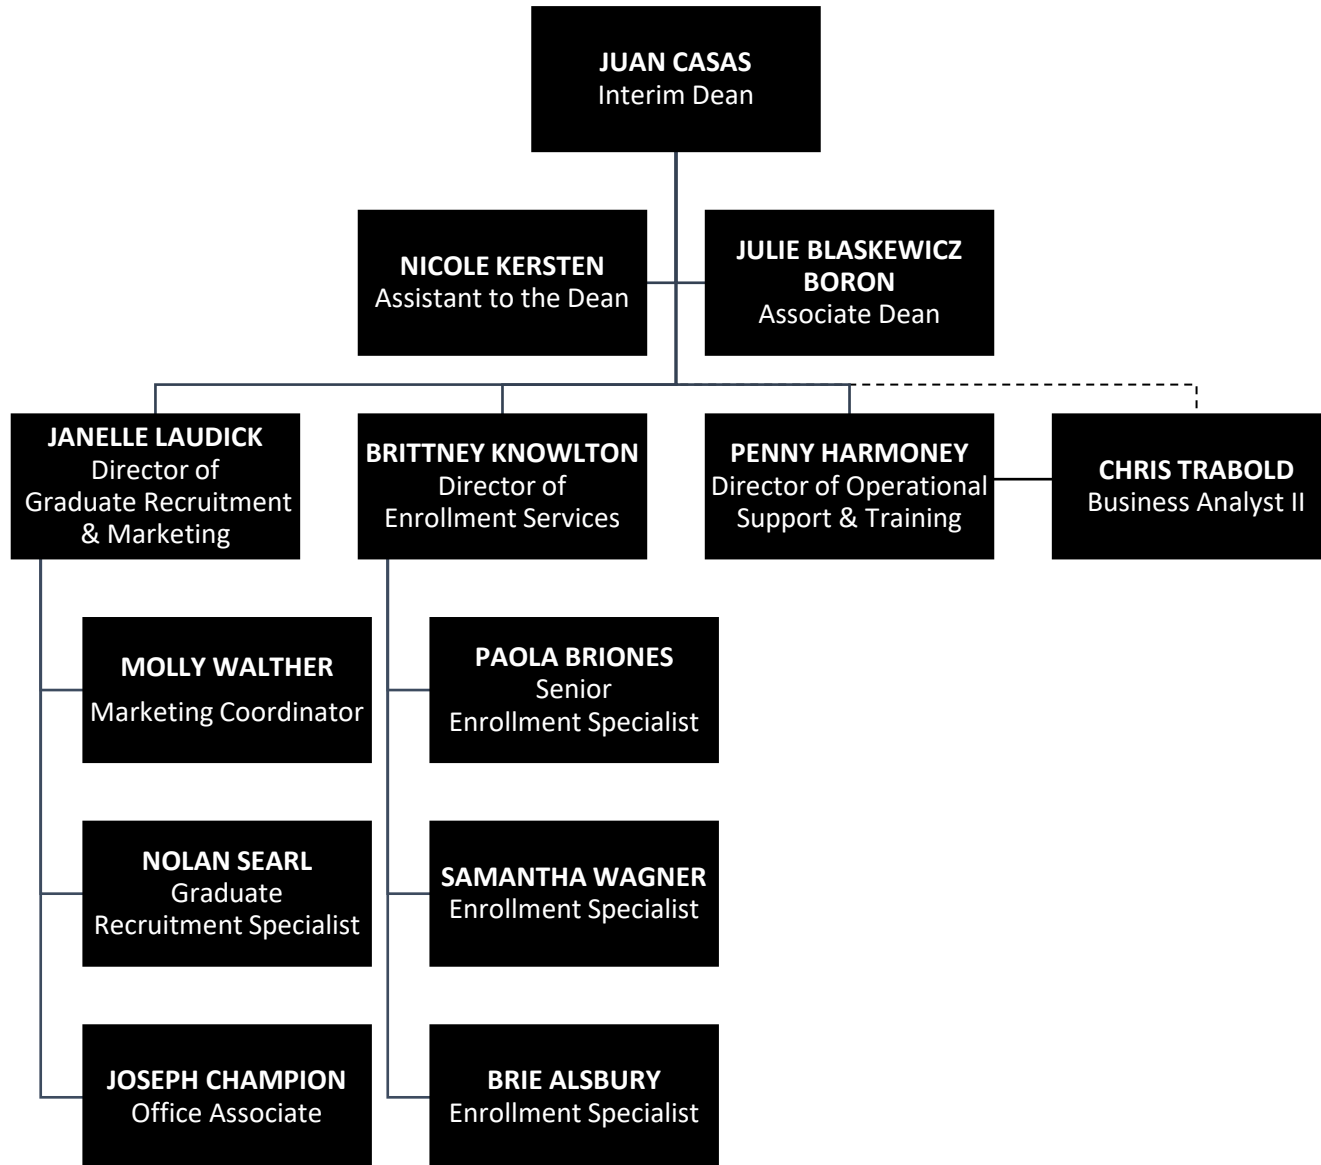 JUAN CASAS
Interim Dean
NICOLE KERSTEN
Assistant to the Dean
JULIE BLASKEWICZ
BORON
Associate Dean
JANELLE LAUDICK
Director of
Graduate Recruitment
& Marketing
BRITTNEY KNOWLTON
Director of
Enrollment Services
PENNY HARMONEY
Director of Operational
Support & Training
CHRIS TRABOLD
Business Analyst II
MOLLY WALTHER
Marketing Coordinator
PAOLA BRIONES
Senior
Enrollment Specialist
NOLAN SEARL
Graduate
Recruitment Specialist
SAMANTHA WAGNER
Enrollment Specialist
JOSEPH CHAMPION
Office Associate
BRIE ALSBURY
Enrollment Specialist